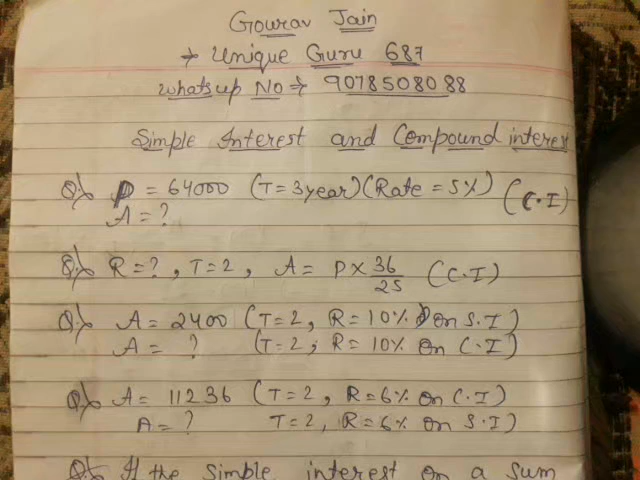 Gourav Jain
→ Unique Guru 687
whatsup No → 9078508088
Simple Interest and Compound interest
Q. P = 64000 (T = 3year) (Rate = 5%) (C.I)
A = ?
Q. R = ?, T = 2, A = P × 36/25 (C.I)
Q. A = 2400 (T = 2, R = 10% on S.I)
A = ? (T = 2, R = 10% on C.I)
Q. A = 11236 (T = 2, R = 6% on C.I)
A = ? T = 2, R = 6% on S.I)
Q. If the simple interest on a sum